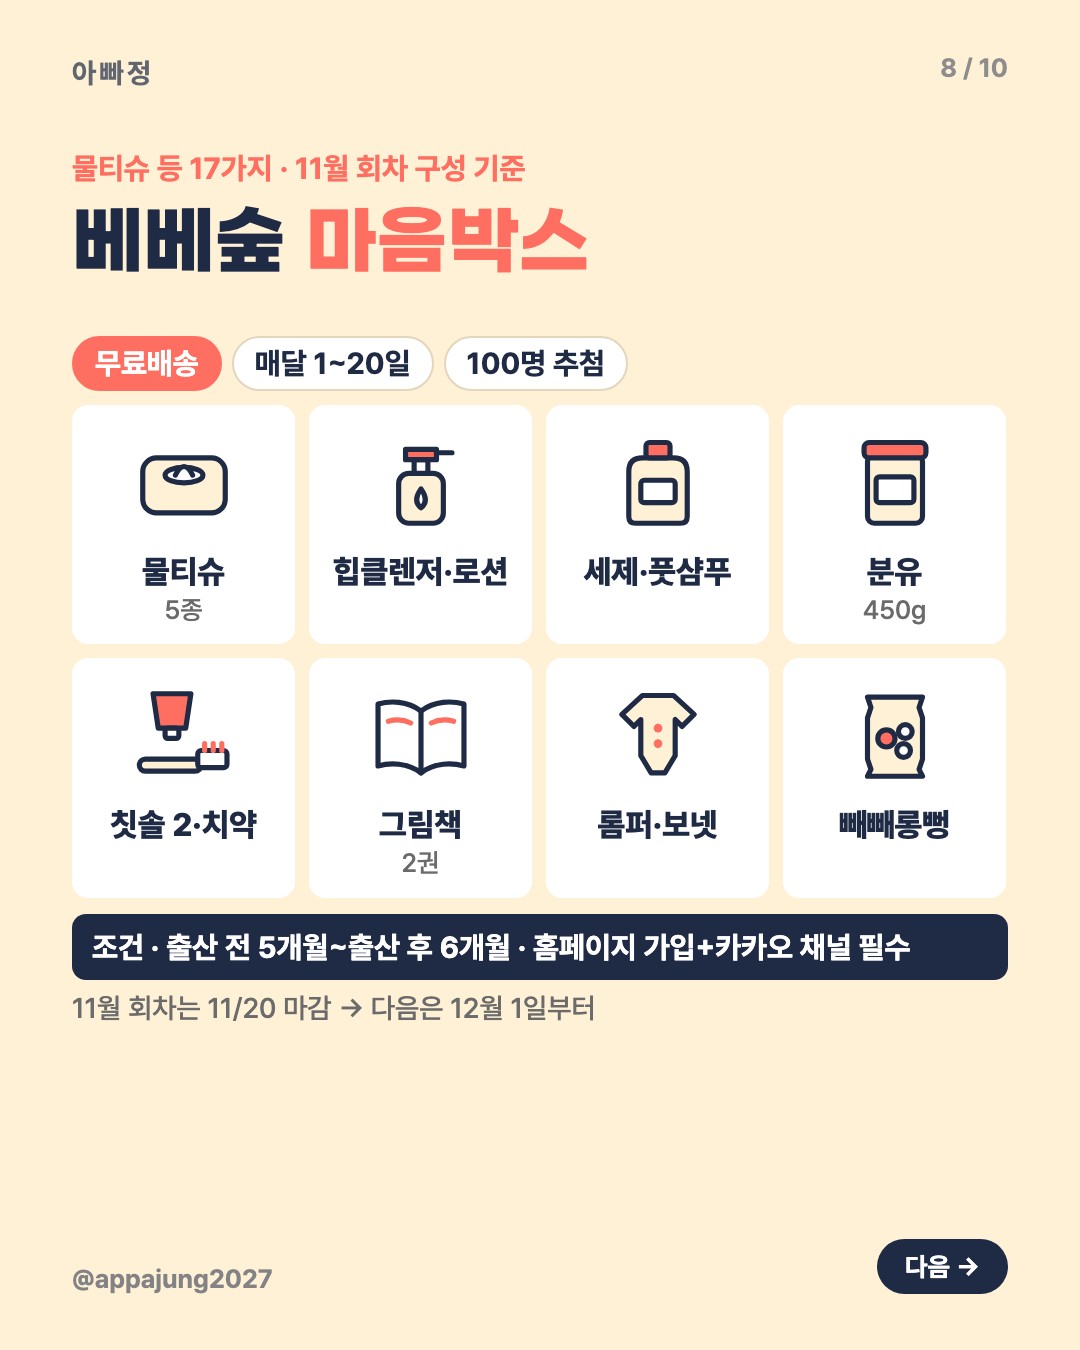 아빠정
8 / 10
물티슈 등 17가지 · 11월 회차 구성 기준
베베숲 마음박스
무료배송
매달 1~20일
100명 추첨
물티슈
5종
힙클렌저·로션
세제·풋샴푸
분유
450g
칫솔 2·치약
그림책
2권
롬퍼·보넷
빼빼롱뻥
조건 · 출산 전 5개월~출산 후 6개월 · 홈페이지 가입+카카오 채널 필수
11월 회차는 11/20 마감 → 다음은 12월 1일부터
@appajung2027
다음 →